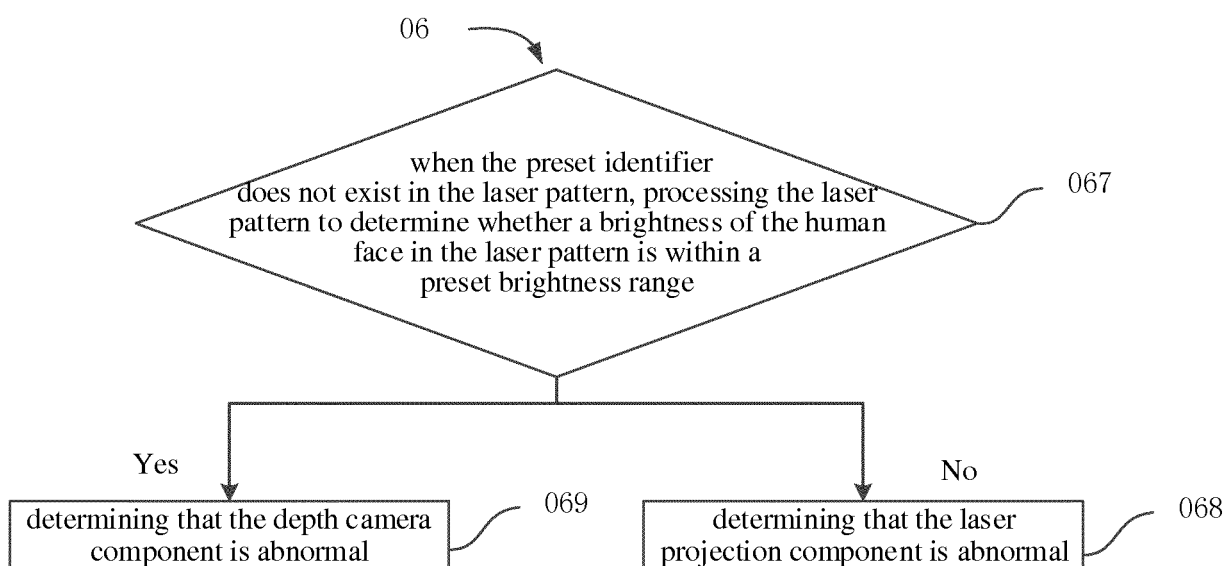 06
when the preset identifier
does not exist in the laser pattern, processing the laser
pattern to determine whether a brightness of the human
face in the laser pattern is within a
preset brightness range
067
Yes
No
determining that the depth camera
component is abnormal
069
determining that the laser
projection component is abnormal
068